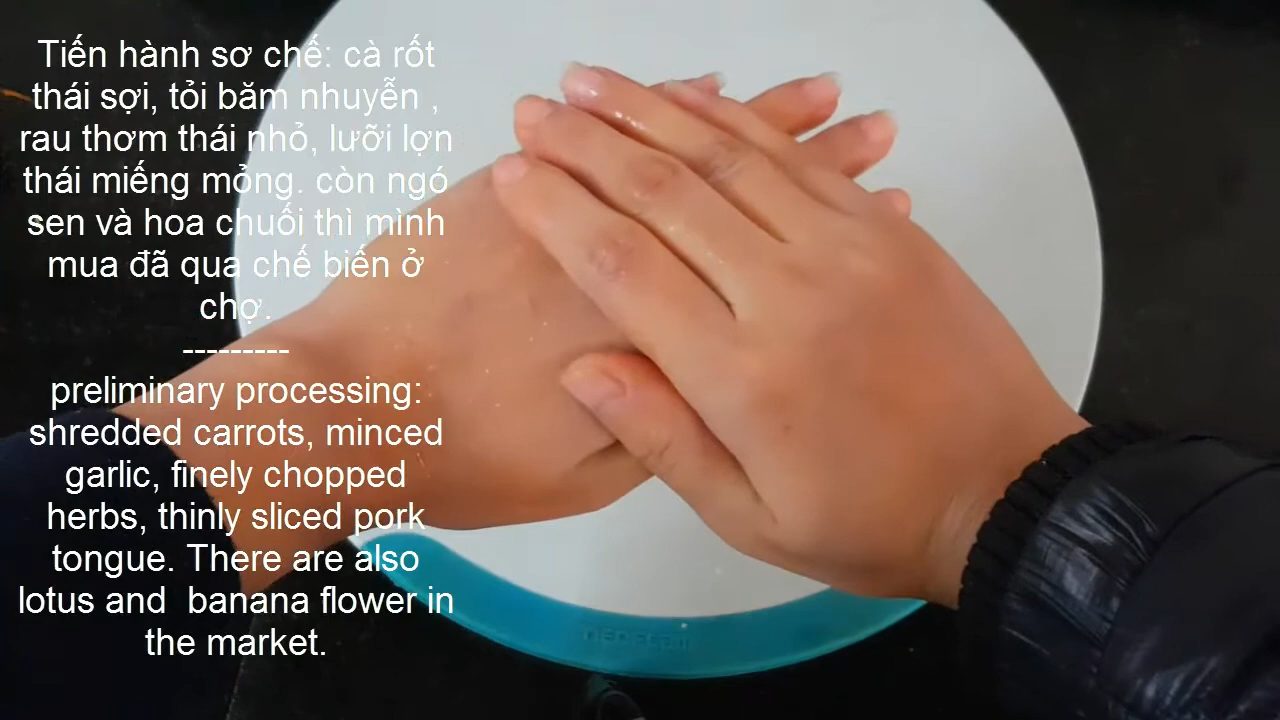 Tiến hành sơ chế: cà rốt
thái sợi, tỏi băm nhuyễn ,
rau thơm thái nhỏ, lưỡi lợn
thái miếng mỏng. còn ngó
sen và hoa chuối thì mình
mua đã qua chế biến ở
chợ.
---------
preliminary processing:
shredded carrots, minced
garlic, finely chopped
herbs, thinly sliced pork
tongue. There are also
lotus and  banana flower in
the market.